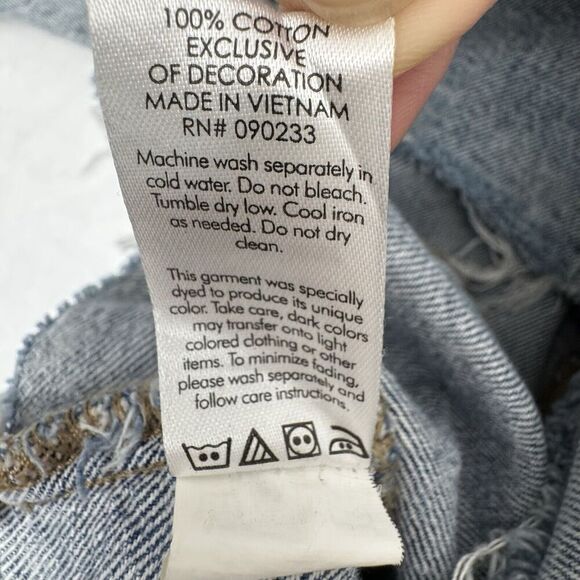 100% COTTON
EXCLUSIVE
OF DECORATION
MADE IN VIETNAM
RN# 090233
Machine wash separately in
cold water. Do not bleach.
Tumble dry low. Cool iron
as needed. Do not dry
clean.
This garment was specially
dyed to produce its unique
color. Take care, dark colors
may transfer onto light
colored clothing or other
items. To minimize fading,
please wash separately and
follow care instructions.